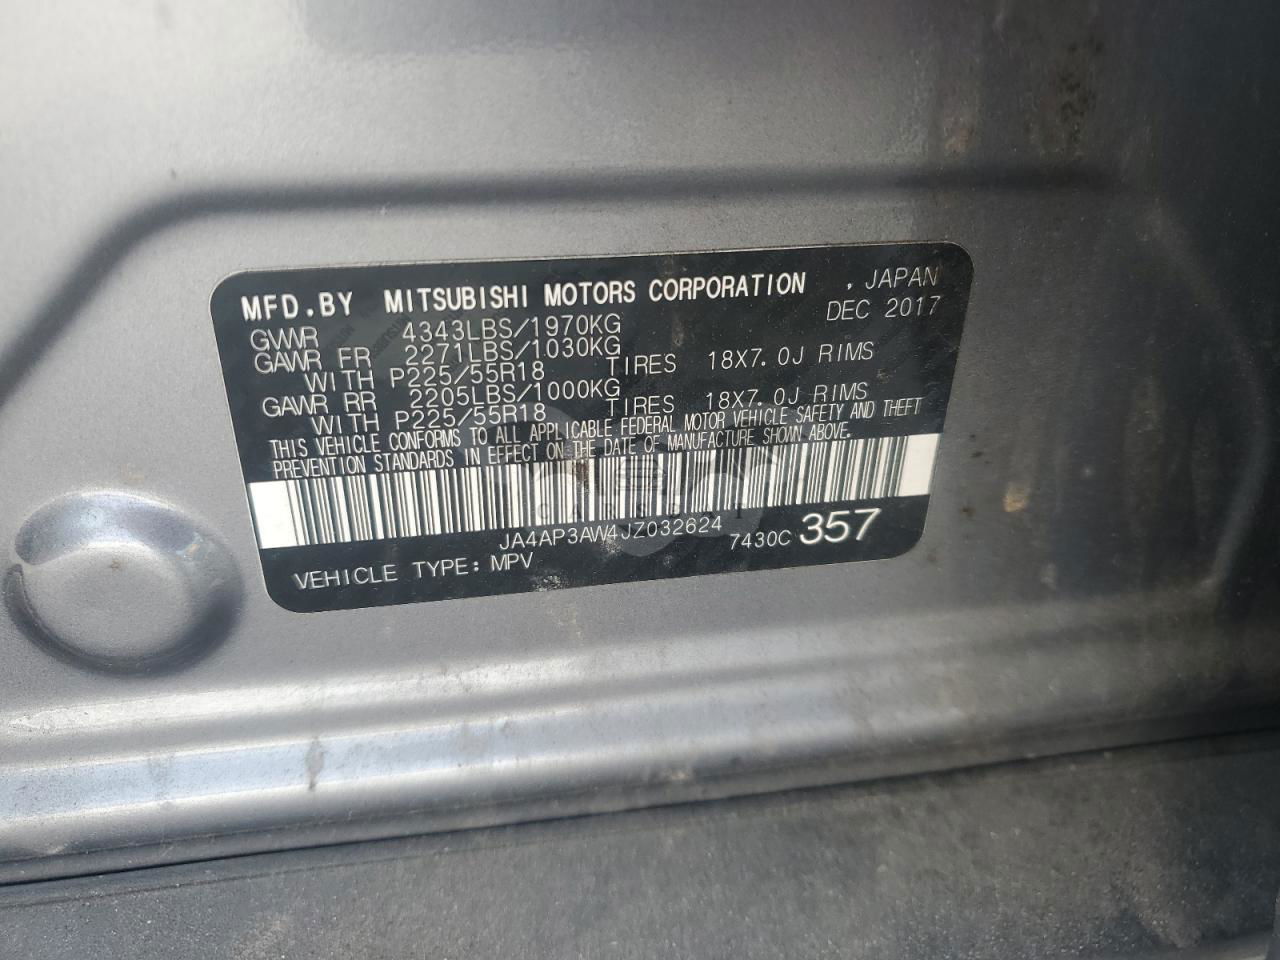 MFD.BY MITSUBISHI MOTORS CORPORATION , JAPAN
DEC 2017
GVWR 4343LBS/1970KG
GAWR FR 2271LBS/1030KG
WITH P225/55R18 TIRES 18X7.0J RIMS
GAWR RR 2205LBS/1000KG
WITH P225/55R18 TIRES 18X7.0J RIMS
THIS VEHICLE CONFORMS TO ALL APPLICABLE FEDERAL MOTOR VEHICLE SAFETY AND THEFT
PREVENTION STANDARDS IN EFFECT ON THE DATE OF MANUFACTURE SHOWN ABOVE.
JA4AP3AW4JZ032624 7430C 357
VEHICLE TYPE: MPV